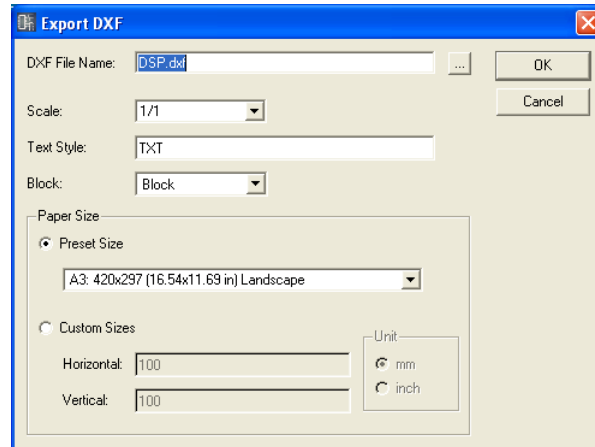 Export DXF
DXF File Name: DSP.dxf ... OK
Cancel
Scale: 1/1
Text Style: TXT
Block: Block
Paper Size
Preset Size
A3: 420x297 (16.54x11.69 in) Landscape
Custom Sizes
Unit
Horizontal: 100 mm
inch
Vertical: 100